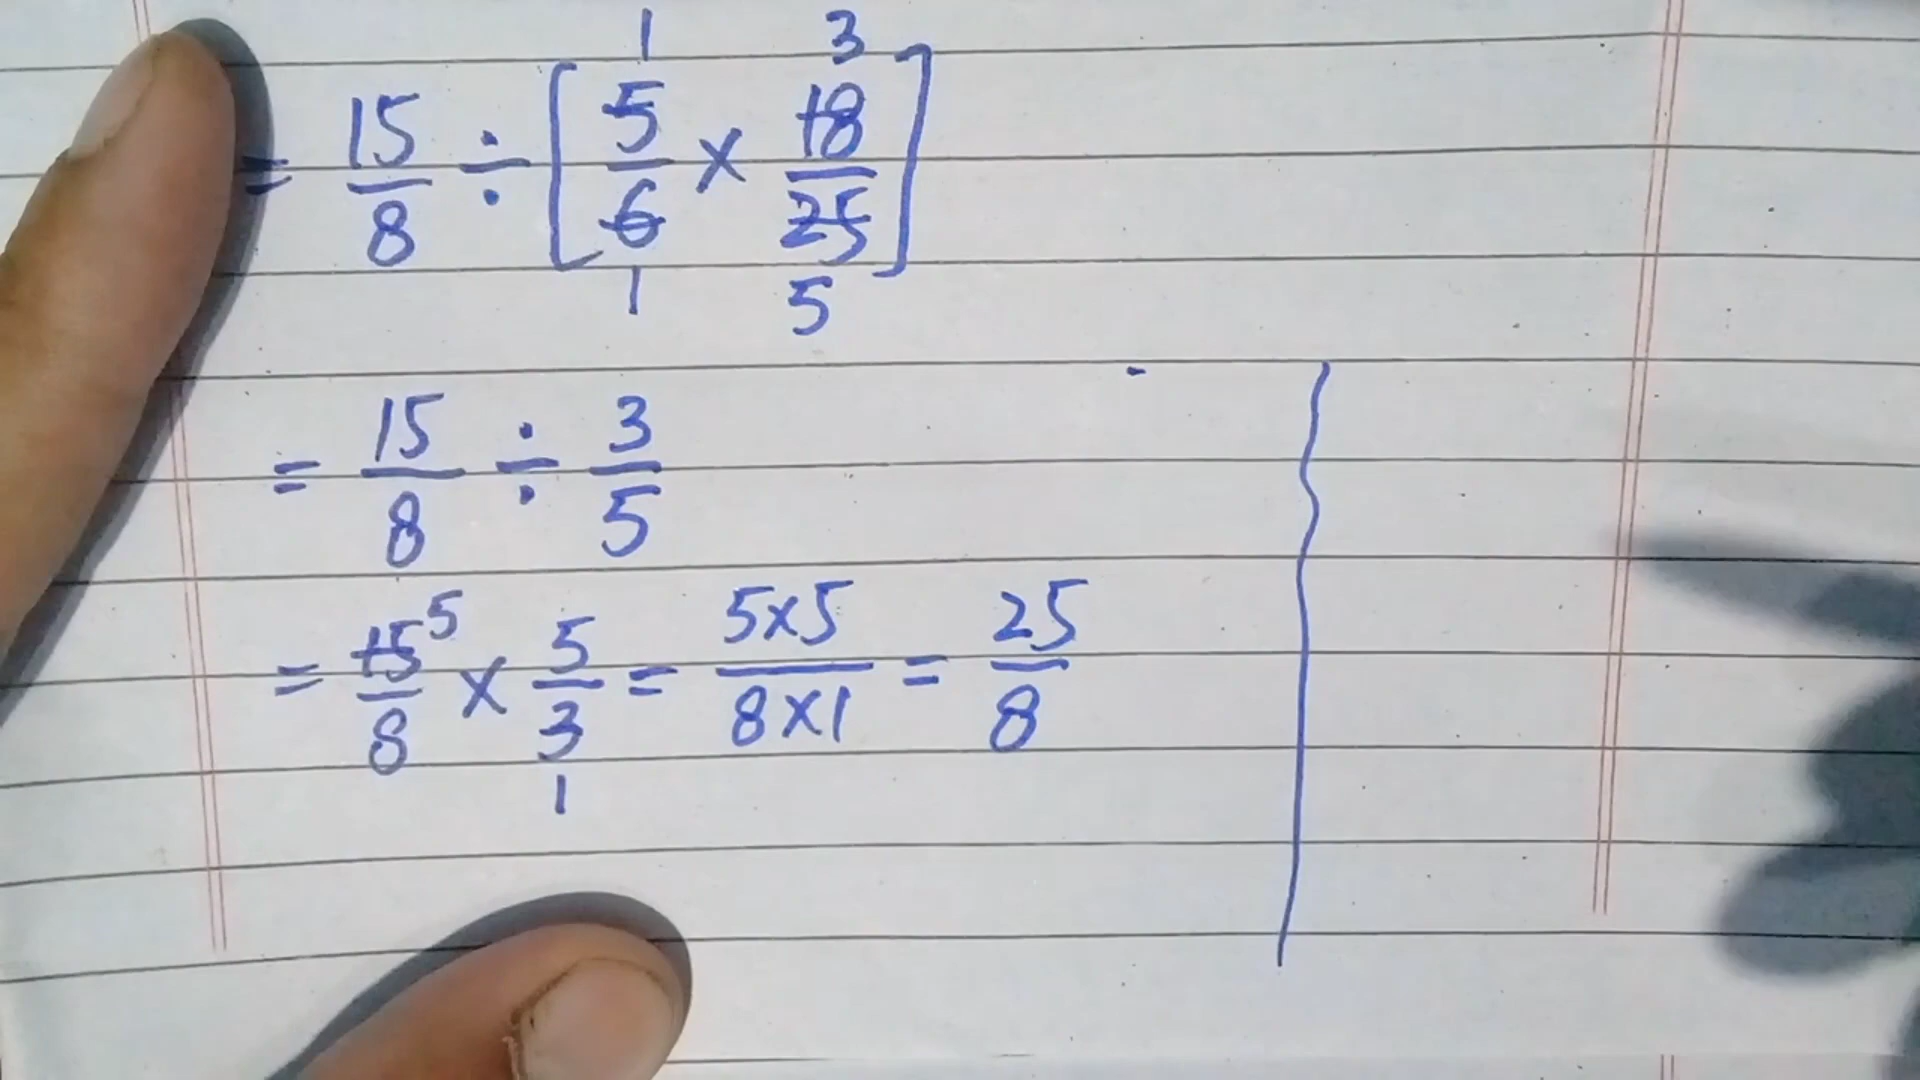 1 3
= 15/8 ÷ [5/6 × 18/25]
1 5
= 15/8 ÷ 3/5
= 15/8 5 × 5/3 = 5×5/8×1 = 25/8
1